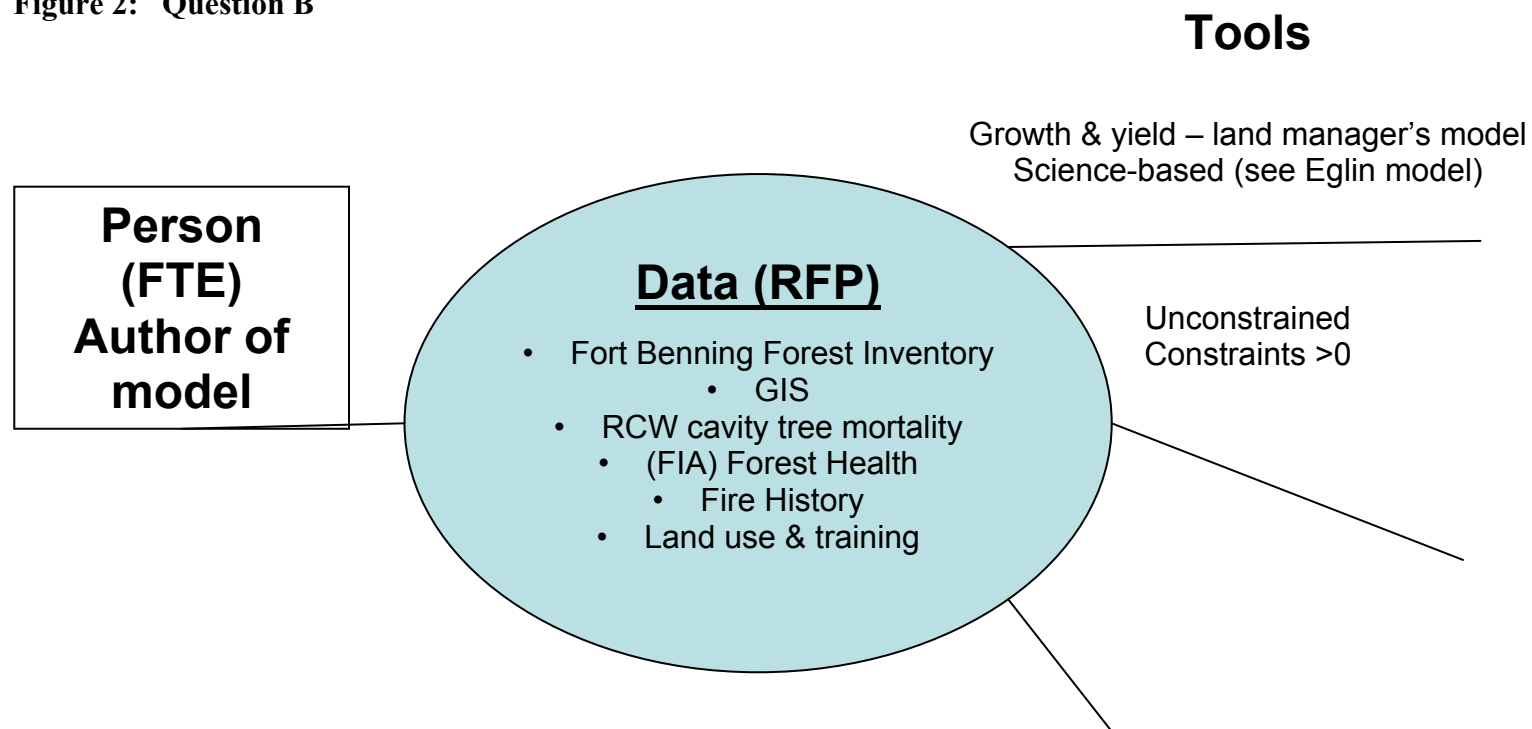 Figure 2:   Question B
Tools
Growth & yield – land manager’s model
Science-based (see Eglin model)
Person
(FTE)
Author of
model
Data (RFP)
• Fort Benning Forest Inventory
• GIS
• RCW cavity tree mortality
• (FIA) Forest Health
• Fire History
• Land use & training
Unconstrained
Constraints >0